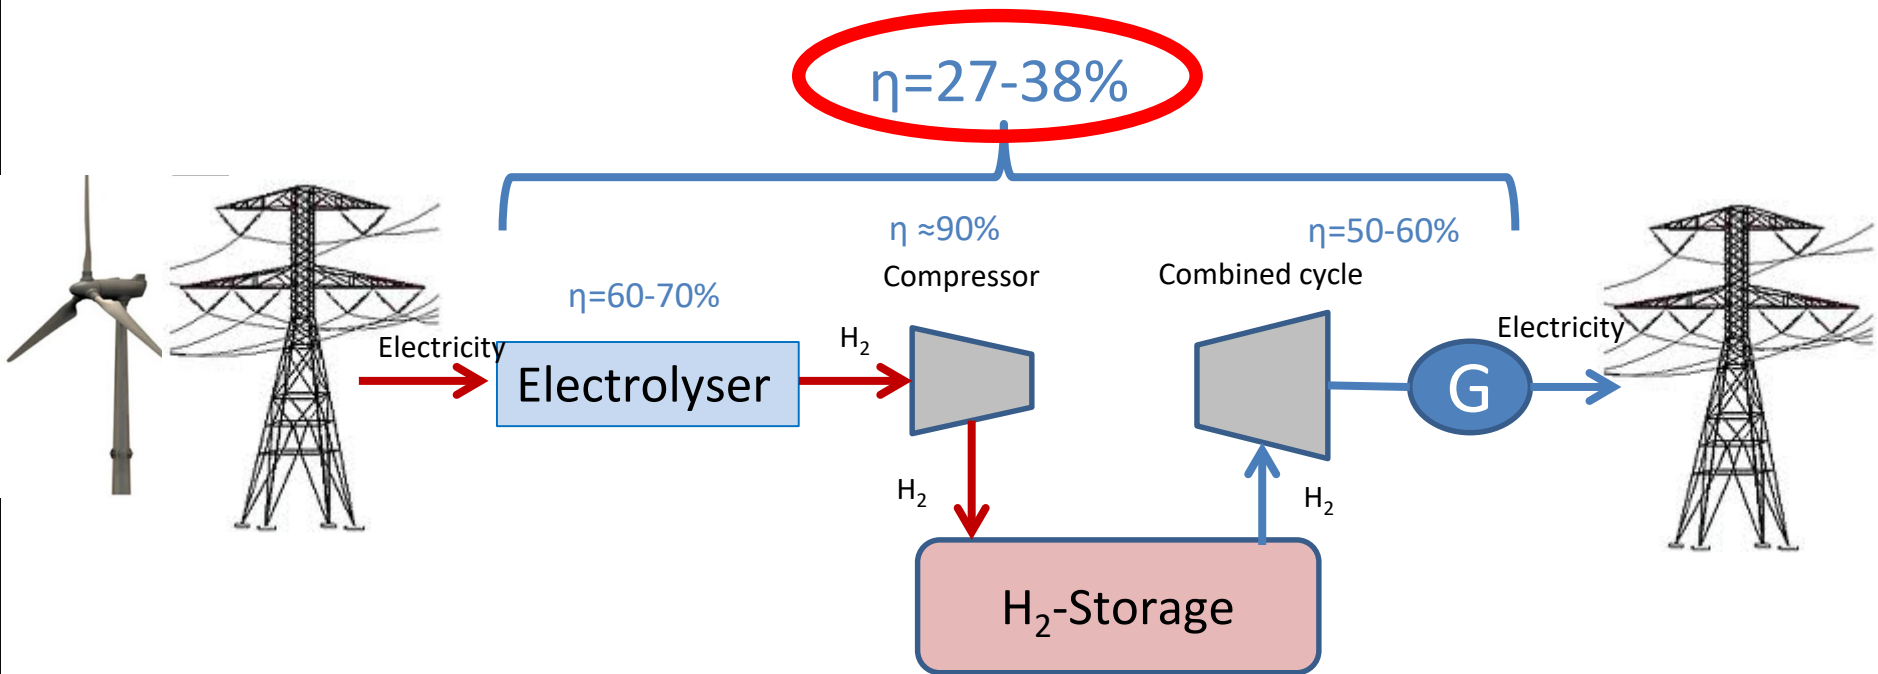 η=27-38%
η ≈90%
η=50-60%
Compressor
Combined cycle
η=60-70%
Electricity
H₂
Electricity
Electrolyser
G
H₂
H₂
H₂-Storage